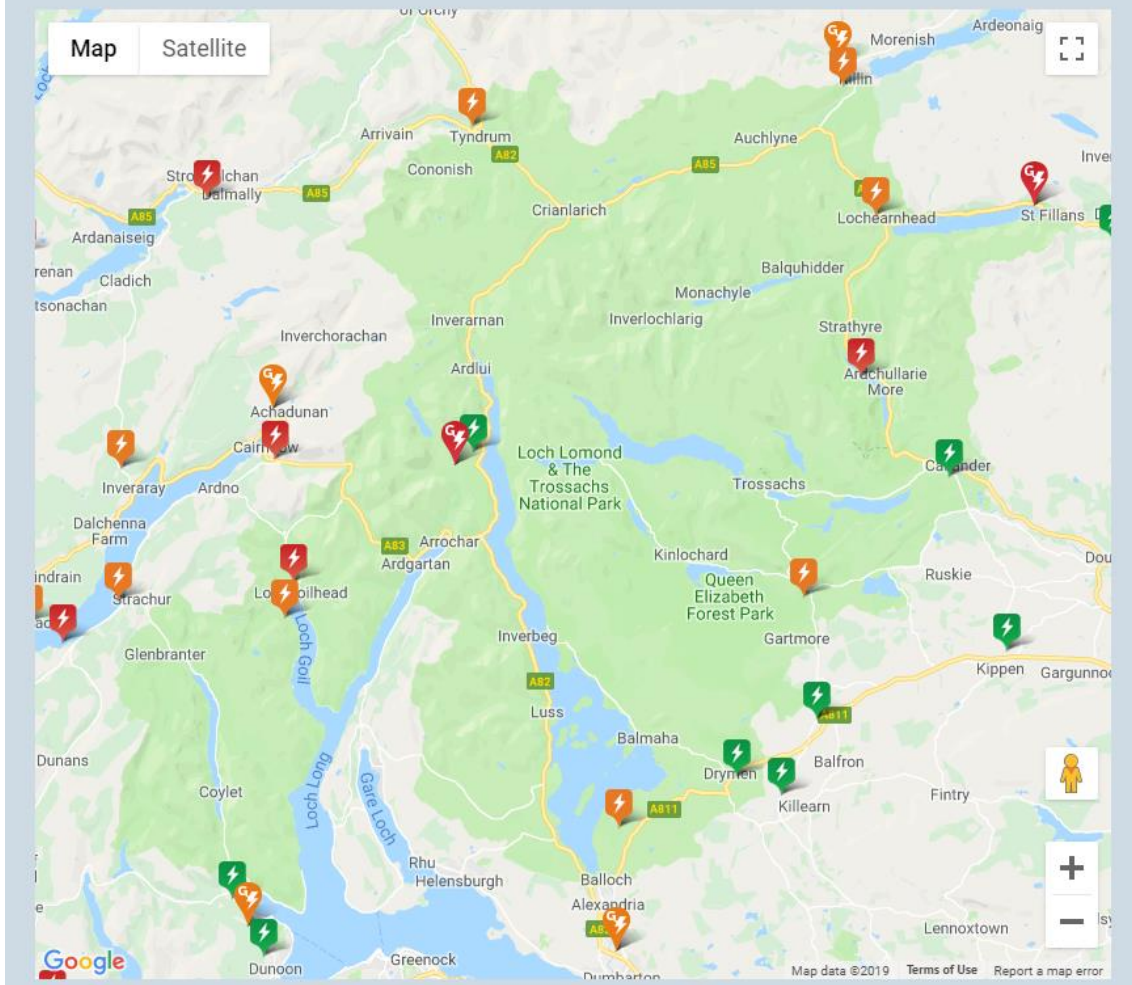 Map
Satellite
Ardeonaig
Morenish
Arrivain
Tyndrum
A82
Auchlyne
Cononish
A85
Dalmally
A85
Crianlarich
Lochearnhead
St Fillans
A85
Ardanaiseig
Cladich
Balquhidder
Monachyle
Inverchorachan
Inverarnan
Inverlochlarig
Strathyre
Ardlui
Ardchullarie
More
Achadunan
Loch Lomond
& The
Trossachs
National Park
Trossachs
Inveraray
Ardno
Dalchenna
Farm
A83
Arrochar
Ardgartan
Kinlochard
Ruskie
Queen
Elizabeth
Forest Park
Strachur
Loch Goil
Inverbeg
Gartmore
Glenbranter
Kippen
A82
Luss
A811
Balmaha
Dunans
Drymen
Balfron
Coylet
Loch Long
Gare Loch
A811
Killearn
Fintry
Rhu
Helensburgh
Balloch
Alexandria
Lennoxtown
Google
Dunoon
Greenock
Dumbarton
Map data ©2019
Terms of Use
Report a map error